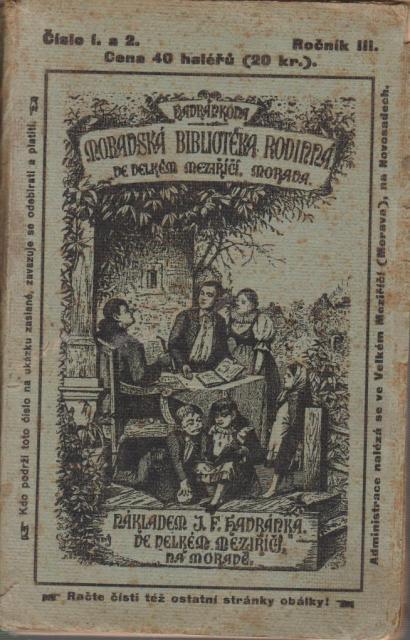 Číslo 1. a 2. Ročník III.
Cena 40 haléřů (20 kr.).
HAVRÁNKOVA
MORAVSKÁ BIBLIOTÉKA RODINNÁ
VE VELKÉM MEZIŘÍČÍ, MORAVA.
Kdo podrží toto číslo na ukázku zaslané, zavazuje se odebírati a platiti.
Administrace nalézá se ve Velkém Meziříčí (Morava), na Novosadech.
NÁKLADEM J. F. HAVRÁNKA.
VE VELKÉM MEZIŘÍČÍ,
NA MORAVĚ.
Račte čísti též ostatní stránky obálky!